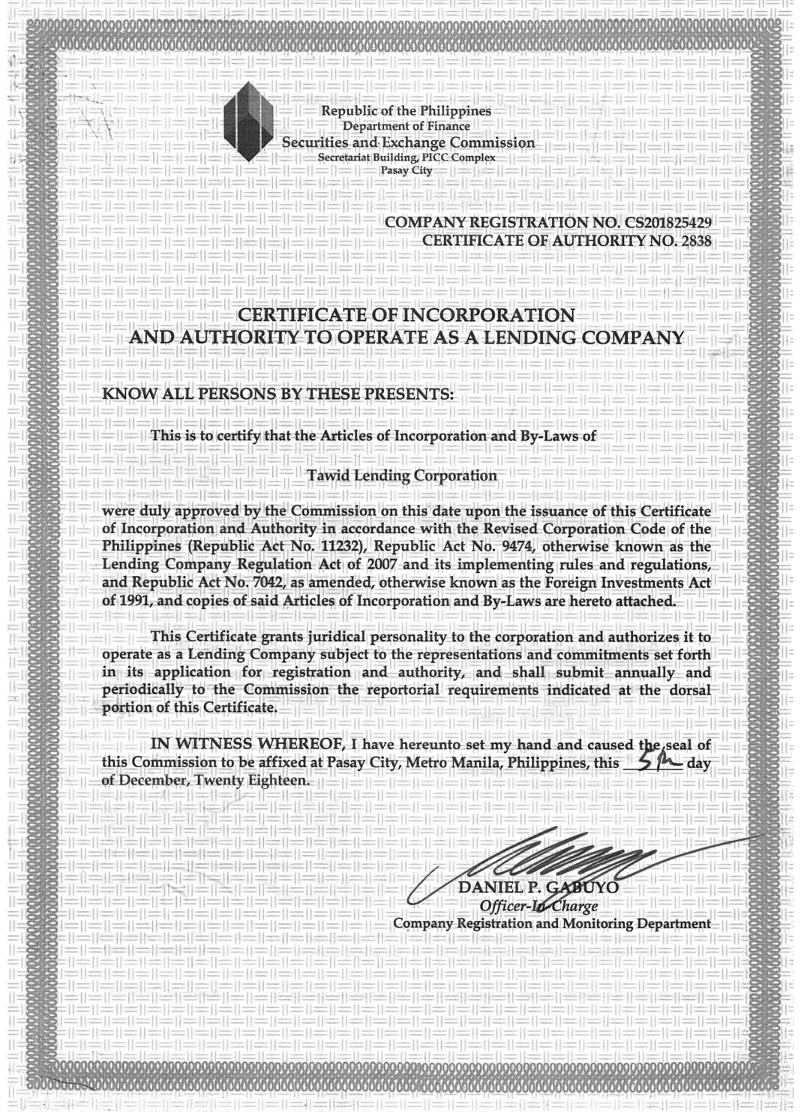 Republic of the Philippines
Department of Finance
Securities and Exchange Commission
Secretariat Building, PICC Complex
Pasay City
COMPANY REGISTRATION NO. CS201825429
CERTIFICATE OF AUTHORITY NO. 2838
CERTIFICATE OF INCORPORATION
AND AUTHORITY TO OPERATE AS A LENDING COMPANY
KNOW ALL PERSONS BY THESE PRESENTS:
This is to certify that the Articles of Incorporation and By-Laws of
Tawid Lending Corporation
were duly approved by the Commission on this date upon the issuance of this Certificate
of Incorporation and Authority in accordance with the Revised Corporation Code of the
Philippines (Republic Act No. 11232), Republic Act No. 9474, otherwise known as the
Lending Company Regulation Act of 2007 and its implementing rules and regulations,
and Republic Act No. 7042, as amended, otherwise known as the Foreign Investments Act
of 1991, and copies of said Articles of Incorporation and By-Laws are hereto attached.
This Certificate grants juridical personality to the corporation and authorizes it to
operate as a Lending Company subject to the representations and commitments set forth
in its application for registration and authority, and shall submit annually and
periodically to the Commission the reportorial requirements indicated at the dorsal
portion of this Certificate.
IN WITNESS WHEREOF, I have hereunto set my hand and caused the seal of
this Commission to be affixed at Pasay City, Metro Manila, Philippines, this 5th day
of December, Twenty Eighteen.
DANIEL P. GABUYO
Officer-In-Charge
Company Registration and Monitoring Department